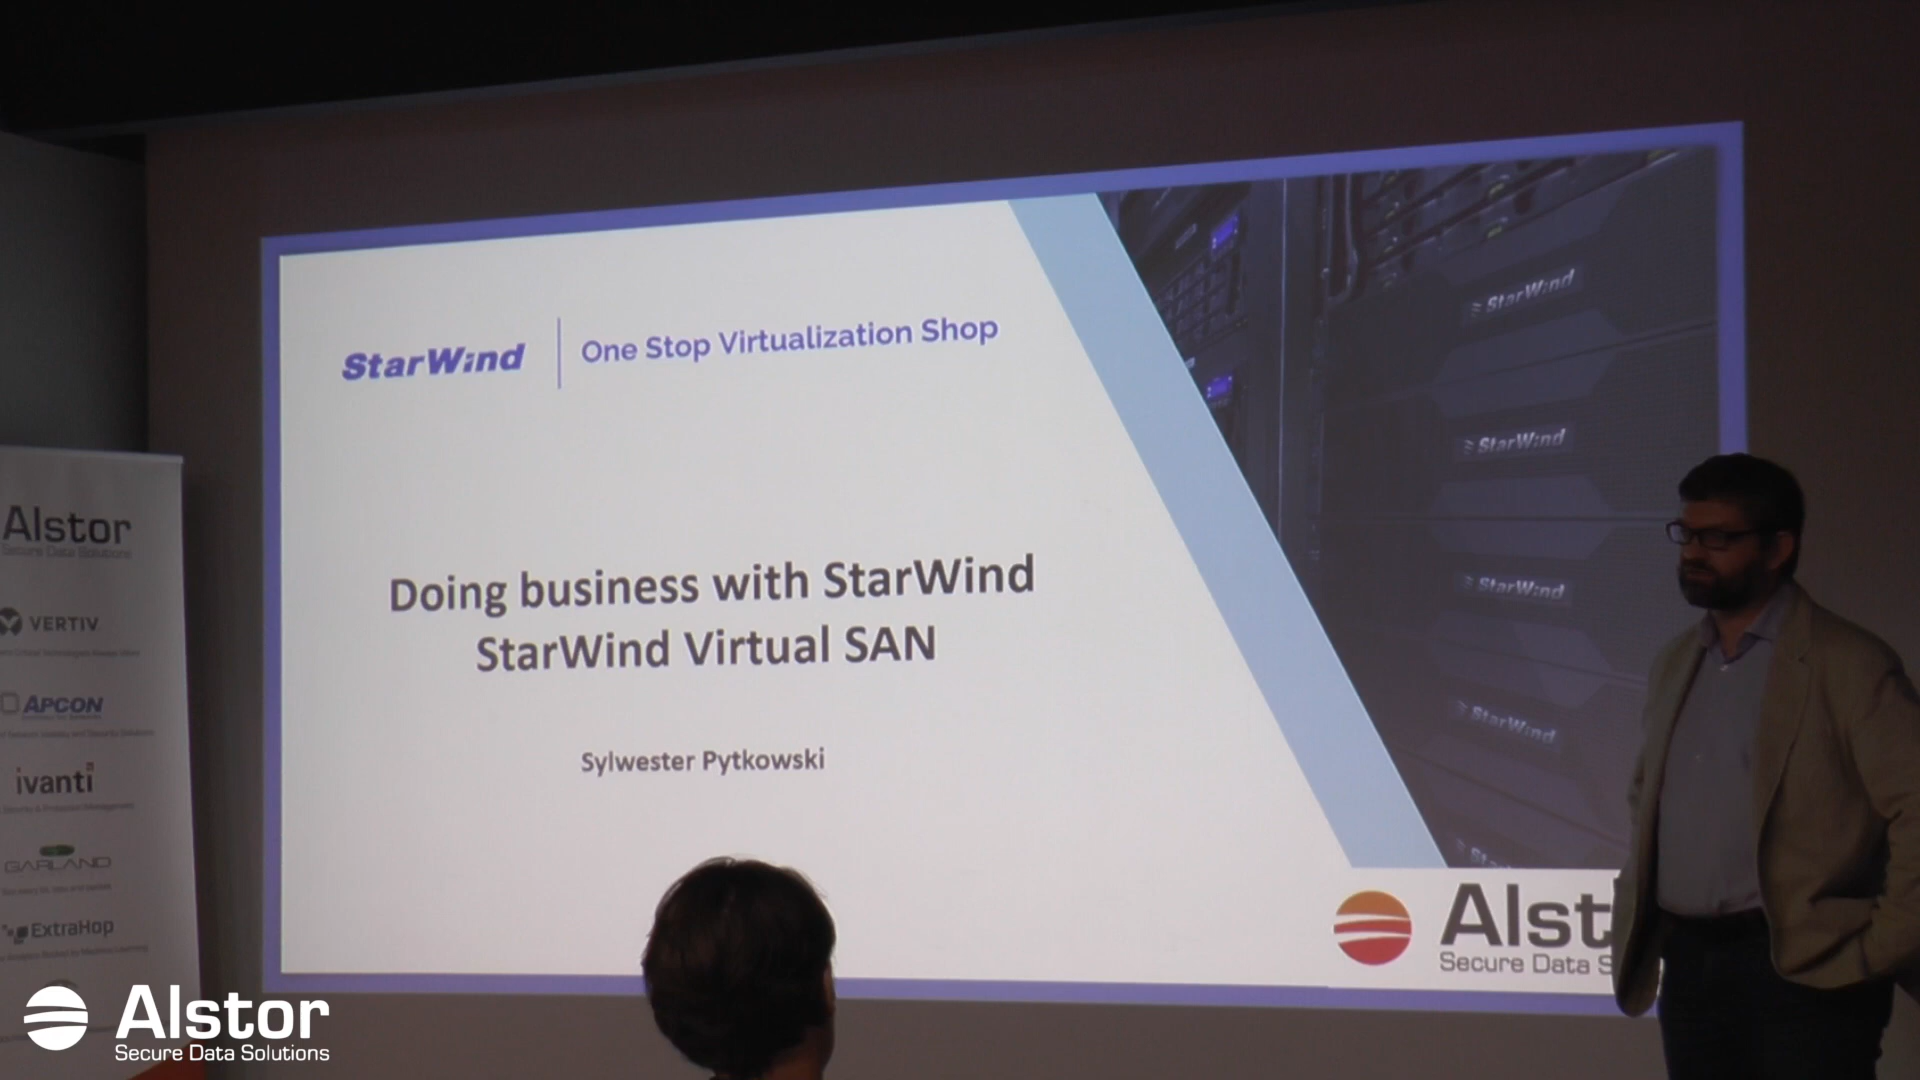 StarWind
One Stop Virtualization Shop
Doing business with StarWind
StarWind Virtual SAN
Sylwester Pytkowski
StarWind
StarWind
StarWind
StarWind
Alst
Secure Data S
Alstor
Secure Data Solutions
VERTIV
APCON
ivanti
GARLAND
ExtraHop
Alstor
Secure Data Solutions